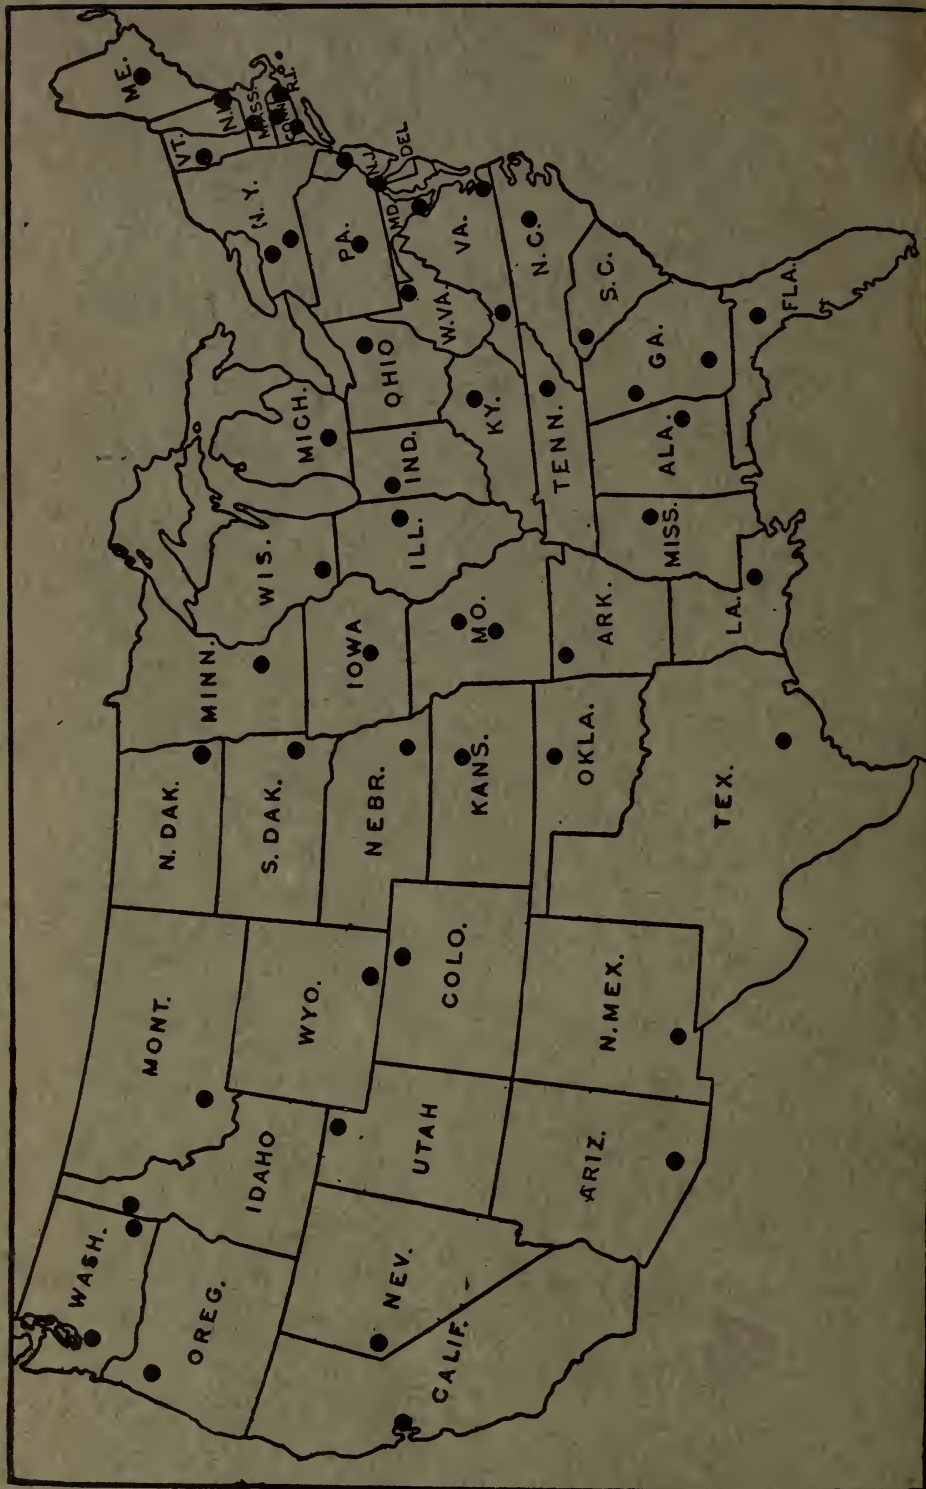 WASH.
OREG.
CALIF.
NEV.
IDAHO
MONT.
WYO.
UTAH
ARIZ.
COLO.
N.MEX.
N. DAK.
S. DAK.
NEBR.
KANS.
OKLA.
TEX.
MINN.
IOWA
MO.
ARK.
LA.
WIS.
ILL.
MICH.
IND.
OHIO
KY.
TENN.
MISS.
ALA.
GA.
FLA.
S.C.
N.C.
VA.
W.VA.
MD.
DEL
PA.
N.J.
N.Y.
VT.
N.
ME.
MASS.
CONN.
R.I.